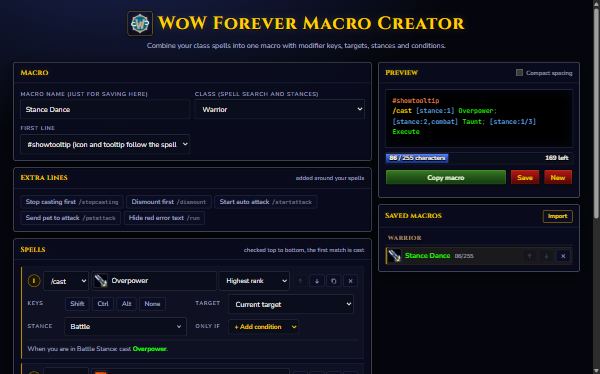 WoW Forever Macro Creator
Combine your class spells into one macro with modifier keys, targets, stances and conditions.
Macro
MACRO NAME (JUST FOR SAVING HERE)
CLASS (SPELL SEARCH AND STANCES)
Stance Dance
Warrior
FIRST LINE
#showtooltip (icon and tooltip follow the spell
Extra lines
added around your spells
Stop casting first /stopcasting
Dismount first /dismount
Start auto attack /startattack
Send pet to attack /petattack
Hide red error text /run
Spells
checked top to bottom, the first match is cast
1
/cast
Overpower
Highest rank
KEYS
Shift
Ctrl
Alt
None
TARGET
Current target
STANCE
Battle
ONLY IF
+ Add condition
When you are in Battle Stance: cast Overpower.
Preview
Compact spacing
#showtooltip
/cast [stance:1] Overpower;
[stance:2,combat] Taunt; [stance:1/3]
Execute
86/255 characters
169 left
Copy macro
Save
New
Saved macros
Import
WARRIOR
Stance Dance 86/255